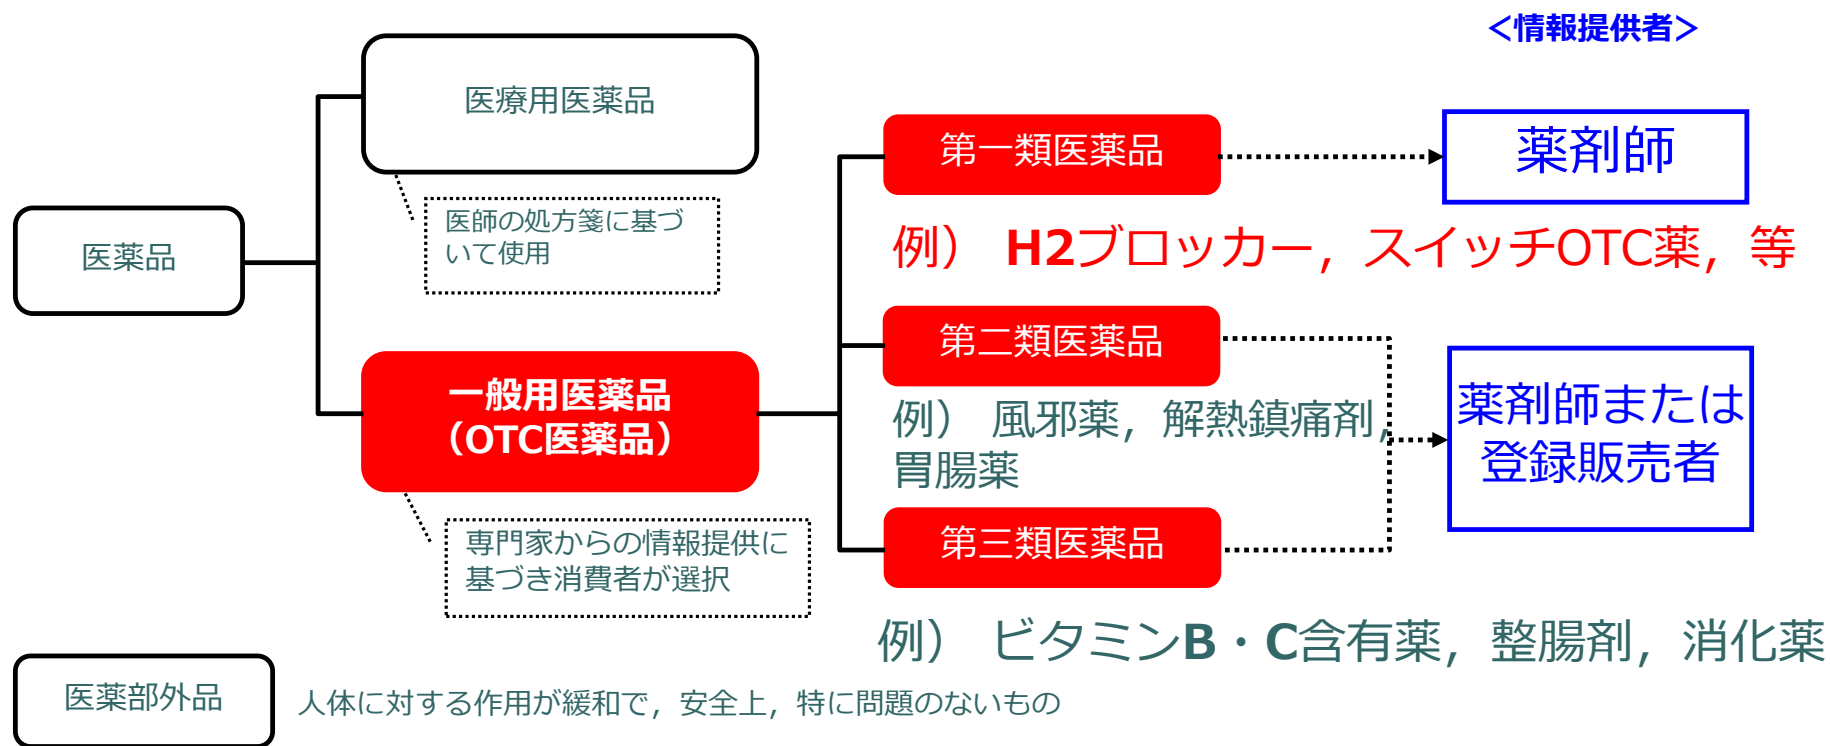 <情報提供者>
医療用医薬品
第一類医薬品
薬剤師
医師の処方箋に基づ
いて使用
医薬品
例） H2ブロッカー，スイッチOTC薬，等
第二類医薬品
一般用医薬品
（OTC医薬品）
例） 風邪薬，解熱鎮痛剤，
胃腸薬
薬剤師または
登録販売者
第三類医薬品
専門家からの情報提供に
基づき消費者が選択
例） ビタミンB・C含有薬，整腸剤，消化薬
医薬部外品
人体に対する作用が緩和で，安全上，特に問題のないもの